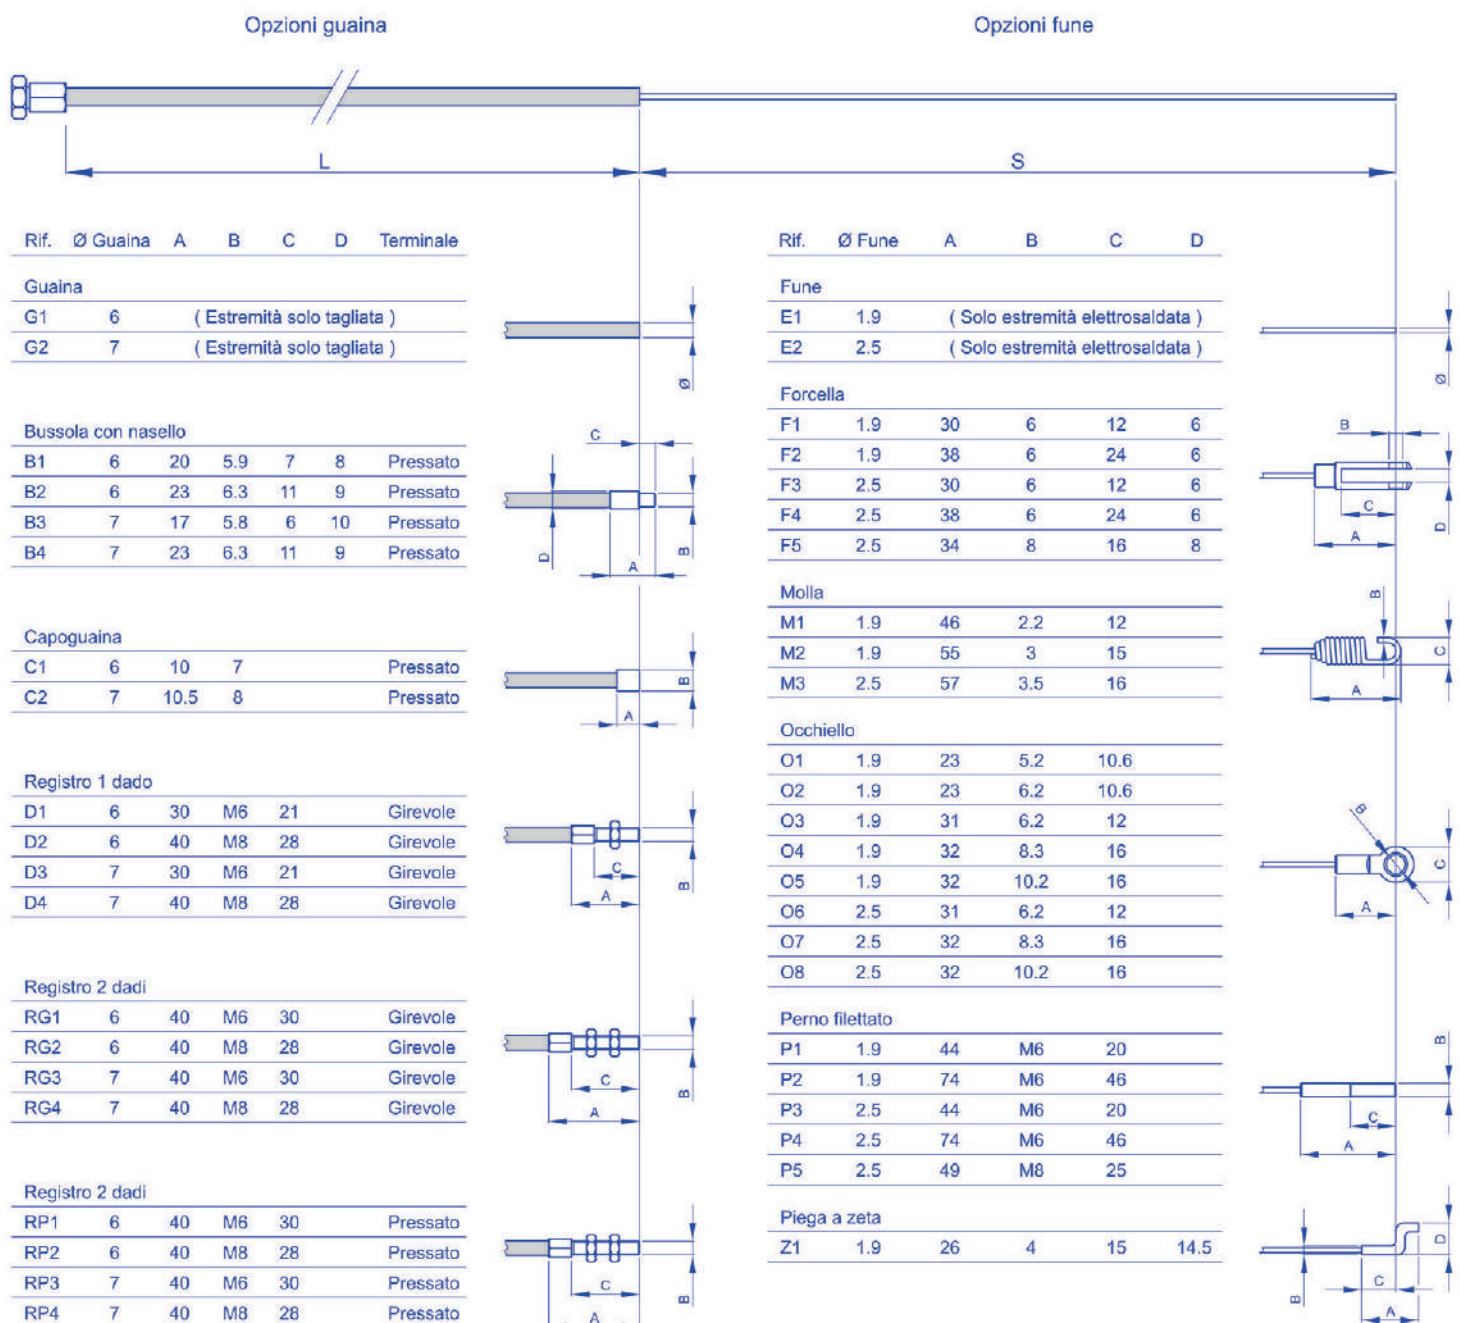 Opzioni guaina
Opzioni fune
L
S
Rif. Ø Guaina A B C D Terminale
Guaina
G1 6 ( Estremità solo tagliata )
G2 7 ( Estremità solo tagliata )
Ø
Bussola con nasello
B1 6 20 5.9 7 8 Pressato
B2 6 23 6.3 11 9 Pressato
B3 7 17 5.8 6 10 Pressato
B4 7 23 6.3 11 9 Pressato
C
D
A
B
Capoguaina
C1 6 10 7 Pressato
C2 7 10.5 8 Pressato
B
A
Registro 1 dado
D1 6 30 M6 21 Girevole
D2 6 40 M8 28 Girevole
D3 7 30 M6 21 Girevole
D4 7 40 M8 28 Girevole
C
A
B
Registro 2 dadi
RG1 6 40 M6 30 Girevole
RG2 6 40 M8 28 Girevole
RG3 7 40 M6 30 Girevole
RG4 7 40 M8 28 Girevole
C
A
B
Registro 2 dadi
RP1 6 40 M6 30 Pressato
RP2 6 40 M8 28 Pressato
RP3 7 40 M6 30 Pressato
RP4 7 40 M8 28 Pressato
C
A
B
Rif. Ø Fune A B C D
Fune
E1 1.9 ( Solo estremità elettrosaldata )
E2 2.5 ( Solo estremità elettrosaldata )
Ø
Forcella
F1 1.9 30 6 12 6
F2 1.9 38 6 24 6
F3 2.5 30 6 12 6
F4 2.5 38 6 24 6
F5 2.5 34 8 16 8
B
C
A
D
Molla
M1 1.9 46 2.2 12
M2 1.9 55 3 15
M3 2.5 57 3.5 16
B
C
A
Occhiello
O1 1.9 23 5.2 10.6
O2 1.9 23 6.2 10.6
O3 1.9 31 6.2 12
O4 1.9 32 8.3 16
O5 1.9 32 10.2 16
O6 2.5 31 6.2 12
O7 2.5 32 8.3 16
O8 2.5 32 10.2 16
B
C
A
Perno filettato
P1 1.9 44 M6 20
P2 1.9 74 M6 46
P3 2.5 44 M6 20
P4 2.5 74 M6 46
P5 2.5 49 M8 25
B
C
A
Piega a zeta
Z1 1.9 26 4 15 14.5
D
C
B
A